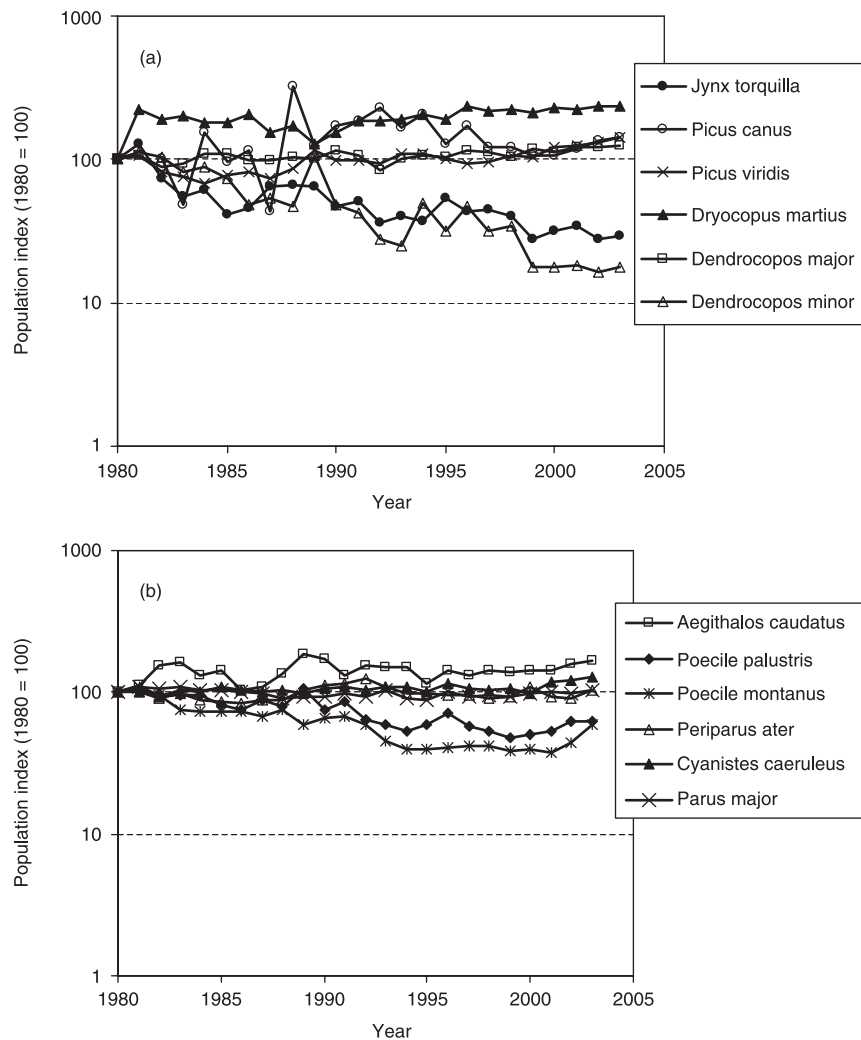 1000
(a)
100
10
1
Population index (1980 = 100)
1980
1985
1990
1995
2000
2005
Year
Jynx torquilla
Picus canus
Picus viridis
Dryocopus martius
Dendrocopos major
Dendrocopos minor
1000
(b)
100
10
1
Population index (1980 = 100)
1980
1985
1990
1995
2000
2005
Year
Aegithalos caudatus
Poecile palustris
Poecile montanus
Periparus ater
Cyanistes caeruleus
Parus major